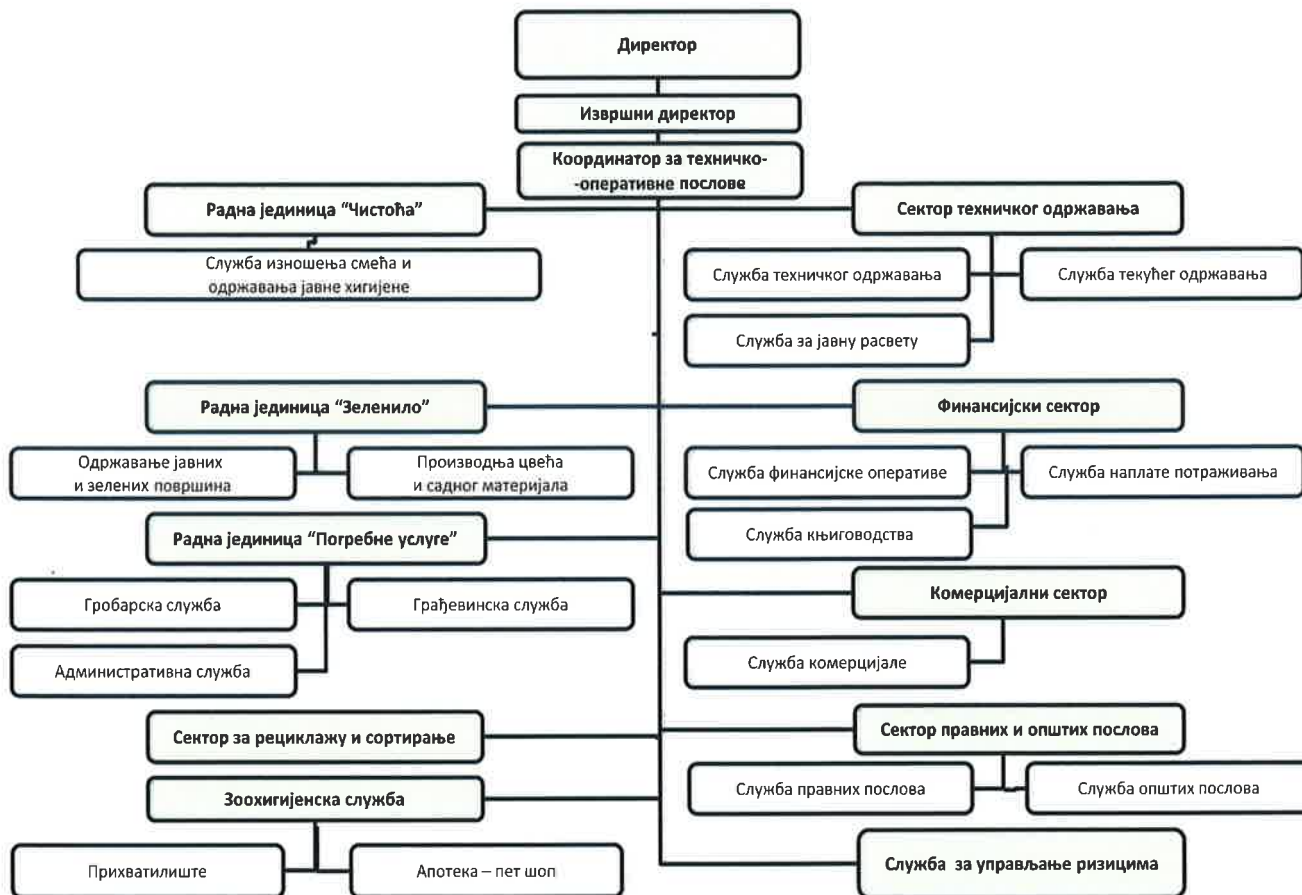 Директор
Извршни директор
Координатор за техничко-
-оперативне послове
Радна јединица “Чистоћа”
Служба изношења смећа и
одржавања јавне хигијене
Сектор техничког одржавања
Служба техничког одржавања
Служба текућег одржавања
Служба за јавну расвету
Радна јединица “Зеленило”
Одржавање јавних
и зелених површина
Производња цвећа
и садног материјала
Финансијски сектор
Служба финансијске оперативе
Служба наплате потраживања
Служба књиговодства
Радна јединица “Погребне услуге”
Гробарска служба
Грађевинска служба
Административна служба
Комерцијални сектор
Служба комерцијале
Сектор за рециклажу и сортирање
Сектор правних и општих послова
Служба правних послова
Служба општих послова
Зоохигијенска служба
Прихватилиште
Апотека – пет шоп
Служба за управљање ризицима